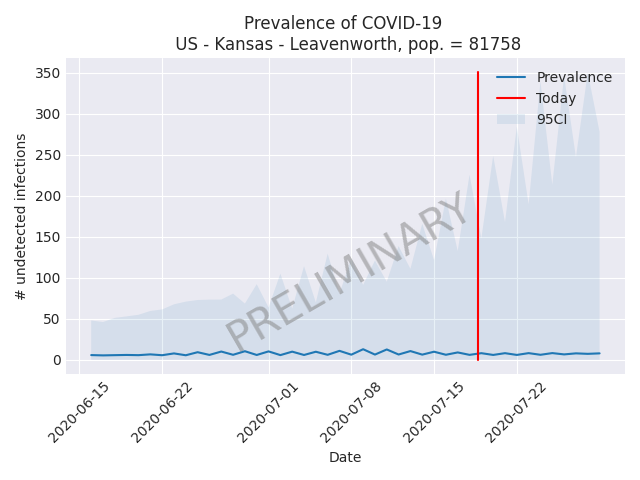 Prevalence of COVID-19
US - Kansas - Leavenworth, pop. = 81758
350
300
250
200
150
100
50
0
# undetected infections
Prevalence
Today
95CI
PRELIMINARY
2020-06-15
2020-06-22
2020-07-01
2020-07-08
2020-07-15
2020-07-22
Date